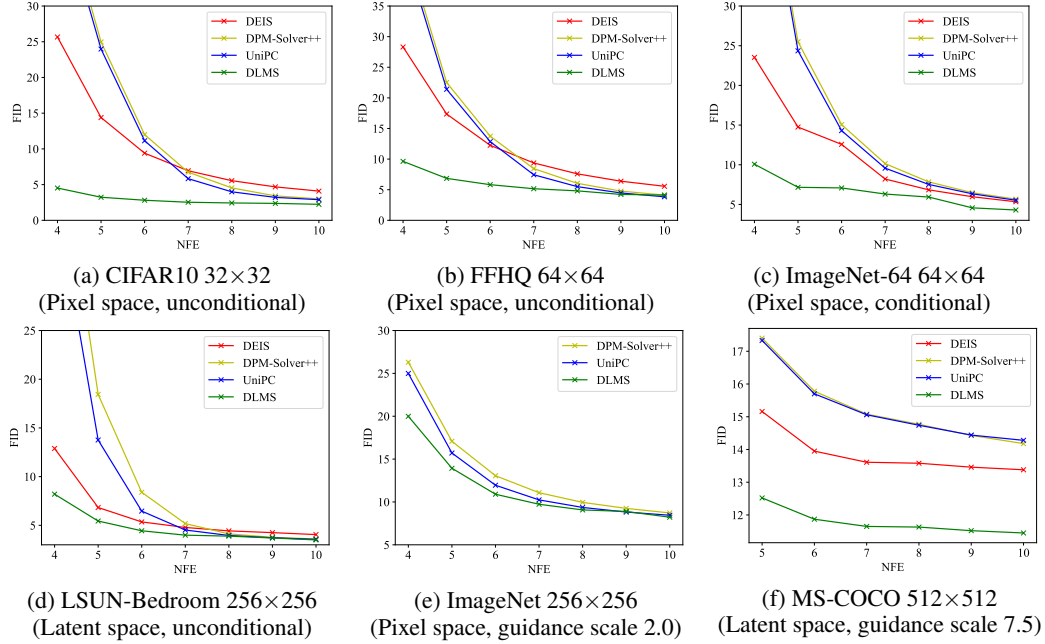 30
25
20
15
10
5
0
FID
4 5 6 7 8 9 10
NFE
DEIS
DPM-Solver++
UniPC
DLMS
(a) CIFAR10 32×32
(Pixel space, unconditional)
35
30
25
20
15
10
5
0
FID
4 5 6 7 8 9 10
NFE
DEIS
DPM-Solver++
UniPC
DLMS
(b) FFHQ 64×64
(Pixel space, unconditional)
30
25
20
15
10
5
FID
4 5 6 7 8 9 10
NFE
DEIS
DPM-Solver++
UniPC
DLMS
(c) ImageNet-64 64×64
(Pixel space, conditional)
25
20
15
10
5
FID
4 5 6 7 8 9 10
NFE
DEIS
DPM-Solver++
UniPC
DLMS
(d) LSUN-Bedroom 256×256
(Latent space, unconditional)
30
25
20
15
10
5
FID
4 5 6 7 8 9 10
NFE
DPM-Solver++
UniPC
DLMS
(e) ImageNet 256×256
(Pixel space, guidance scale 2.0)
17
16
15
14
13
12
FID
5 6 7 8 9 10
NFE
DEIS
DPM-Solver++
UniPC
DLMS
(f) MS-COCO 512×512
(Latent space, guidance scale 7.5)